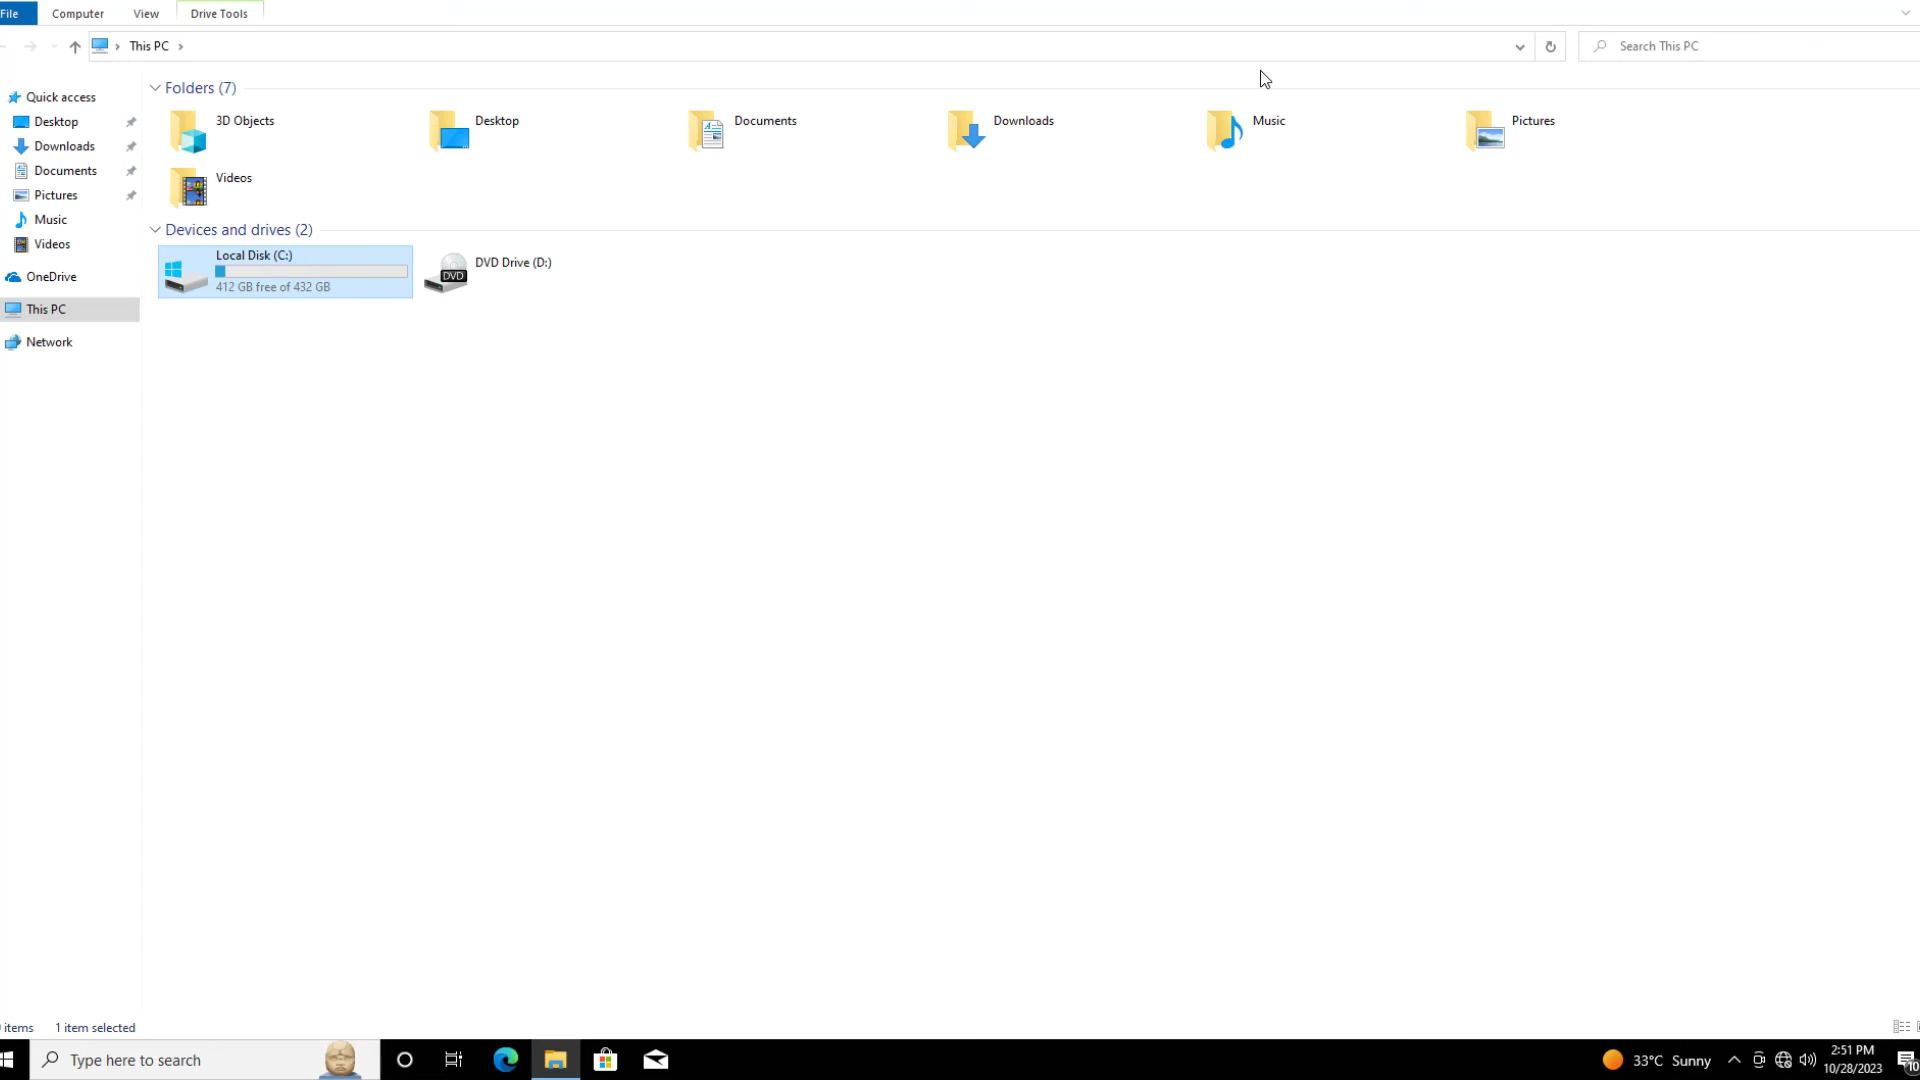 File Computer View Drive Tools
This PC
Search This PC
Quick access
Desktop
Downloads
Documents
Pictures
Music
Videos
OneDrive
This PC
Network
Folders (7)
3D Objects
Desktop
Documents
Downloads
Music
Pictures
Videos
Devices and drives (2)
Local Disk (C:)
412 GB free of 432 GB
DVD
DVD Drive (D:)
items 1 item selected
Type here to search
33°C Sunny
2:51 PM
10/28/2023
10